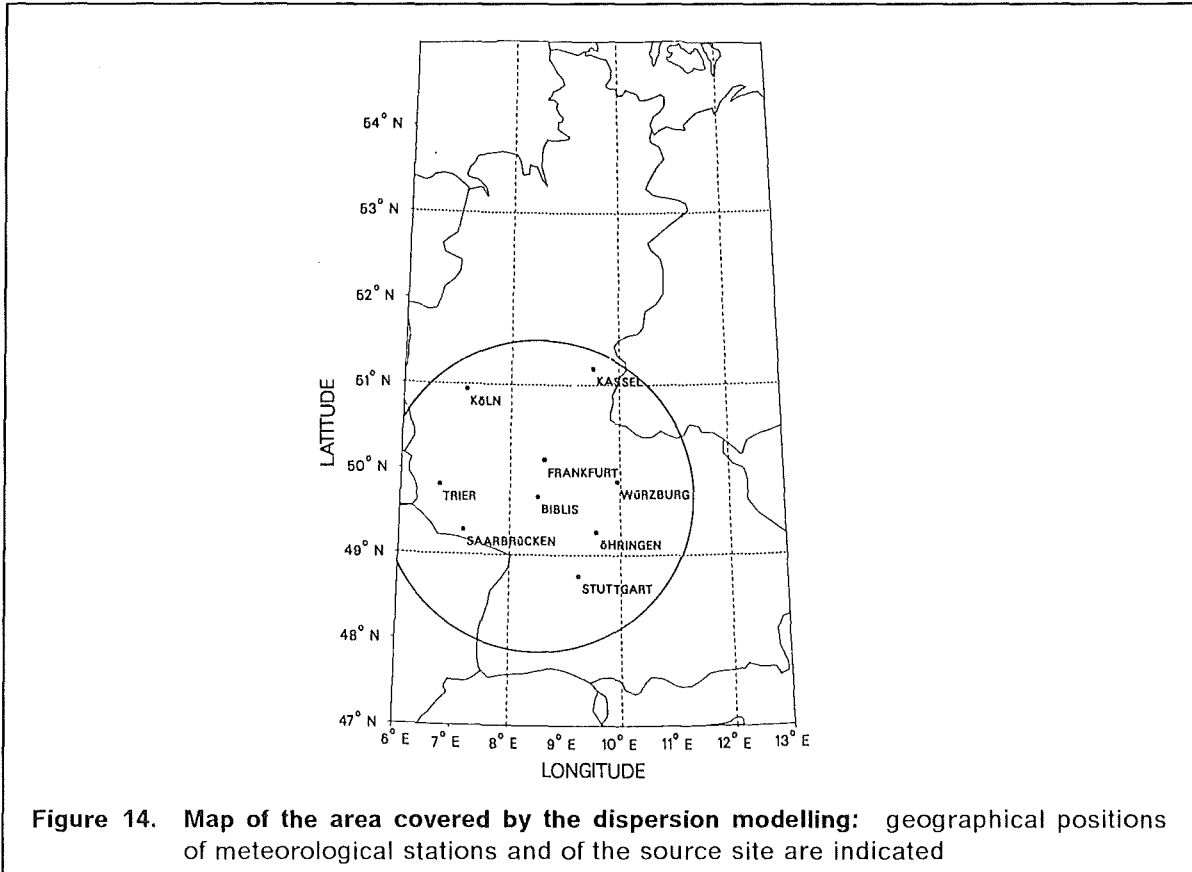 54° N
53° N
52° N
51° N
50° N
49° N
48° N
47° N
LATITUDE
KASSEL
KöLN
FRANKFURT
TRIER
WüRZBURG
BIBLIS
SAARBRüCKEN
öHRINGEN
STUTTGART
6° E 7° E 8° E 9° E 10° E 11° E 12° E 13° E
LONGITUDE
Figure 14. Map of the area covered by the dispersion modelling: geographical positions
of meteorological stations and of the source site are indicated